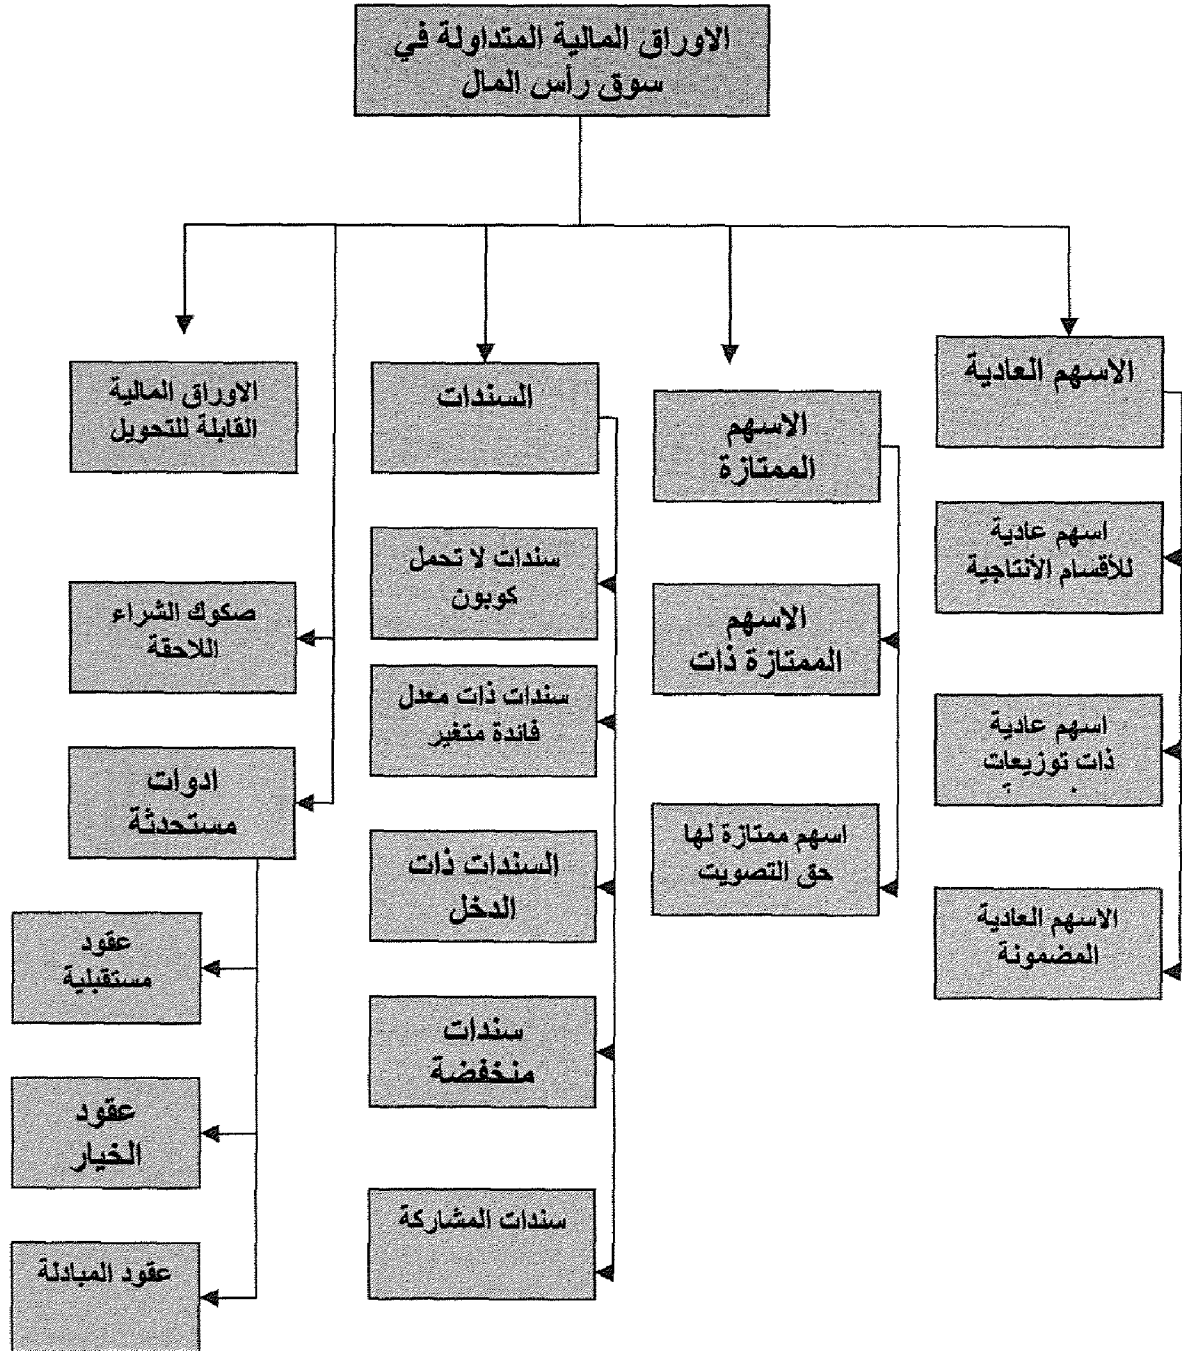 الاوراق المالية المتداولة في
سوق رأس المال
الاسهم العادية
اسهم عادية
للأقسام الأنتاجية
اسهم عادية
ذات توزيعات
الاسهم العادية
المضمونة
الاسهم
الممتازة
الاسهم
الممتازة ذات
اسهم ممتازة لها
حق التصويت
السندات
سندات لا تحمل
كوبون
سندات ذات معدل
فائدة متغير
السندات ذات
الدخل
سندات
منخفضة
سندات المشاركة
الاوراق المالية
القابلة للتحويل
صكوك الشراء
اللاحقة
ادوات
مستحدثة
عقود
مستقبلية
عقود
الخيار
عقود المبادلة